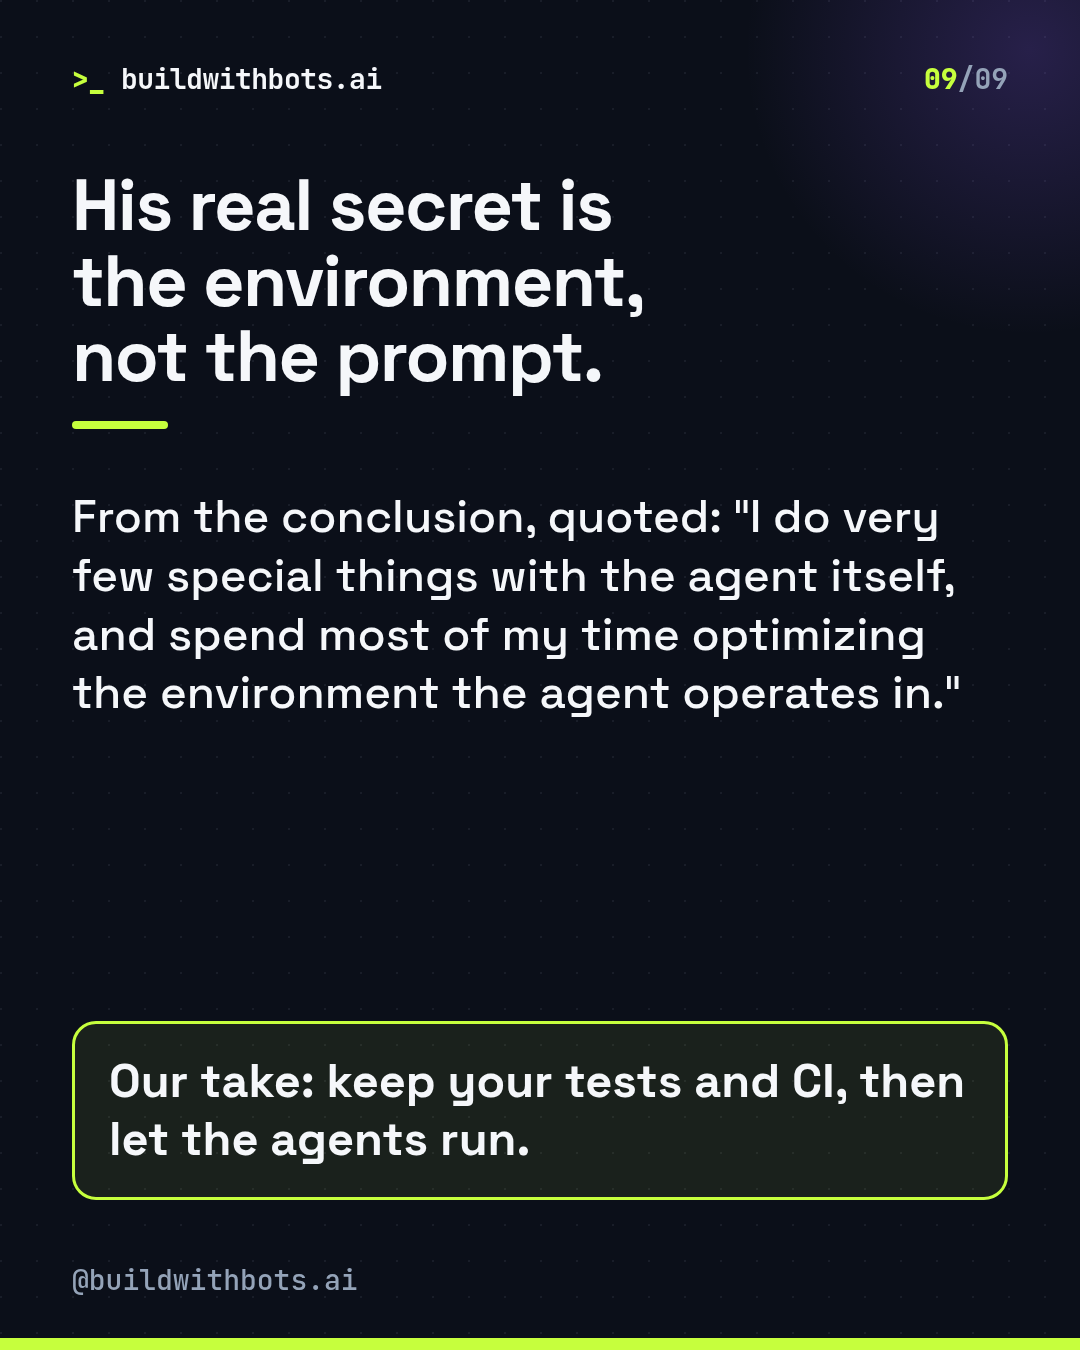 >_ buildwithbots.ai
09/09
His real secret is
the environment,
not the prompt.
From the conclusion, quoted: "I do very
few special things with the agent itself,
and spend most of my time optimizing
the environment the agent operates in."
Our take: keep your tests and CI, then
let the agents run.
@buildwithbots.ai